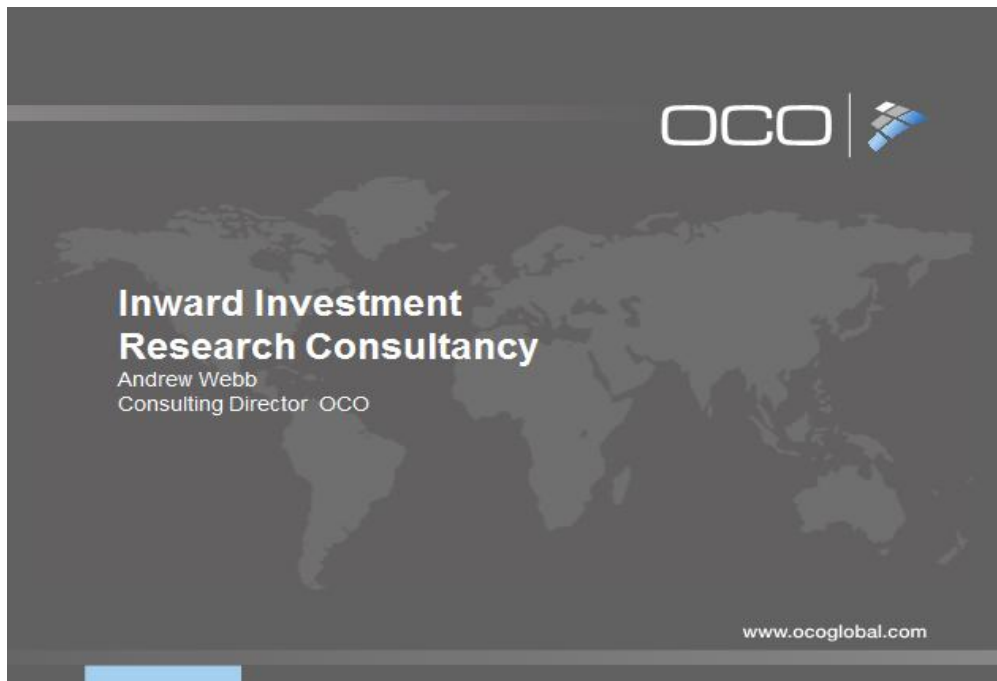 OCO
Inward Investment
Research Consultancy
Andrew Webb
Consulting Director OCO
www.ocoglobal.com